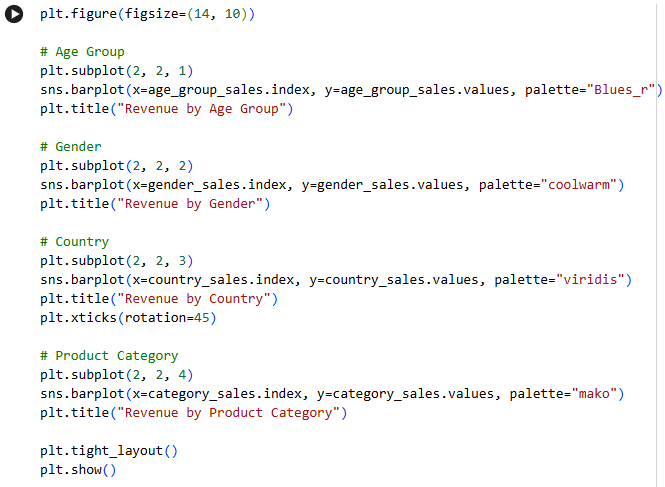 plt.figure(figsize=(14, 10))
# Age Group
plt.subplot(2, 2, 1)
sns.barplot(x=age_group_sales.index, y=age_group_sales.values, palette="Blues_r")
plt.title("Revenue by Age Group")
# Gender
plt.subplot(2, 2, 2)
sns.barplot(x=gender_sales.index, y=gender_sales.values, palette="coolwarm")
plt.title("Revenue by Gender")
# Country
plt.subplot(2, 2, 3)
sns.barplot(x=country_sales.index, y=country_sales.values, palette="viridis")
plt.title("Revenue by Country")
plt.xticks(rotation=45)
# Product Category
plt.subplot(2, 2, 4)
sns.barplot(x=category_sales.index, y=category_sales.values, palette="mako")
plt.title("Revenue by Product Category")
plt.tight_layout()
plt.show()